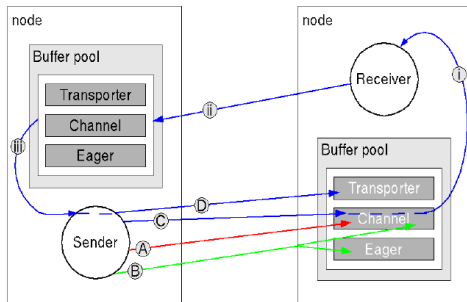 node
Buffer pool
Transporter
Channel
Eager
iii
Sender
node
Receiver
i
ii
Buffer pool
Transporter
Channel
Eager
D
C
A
B